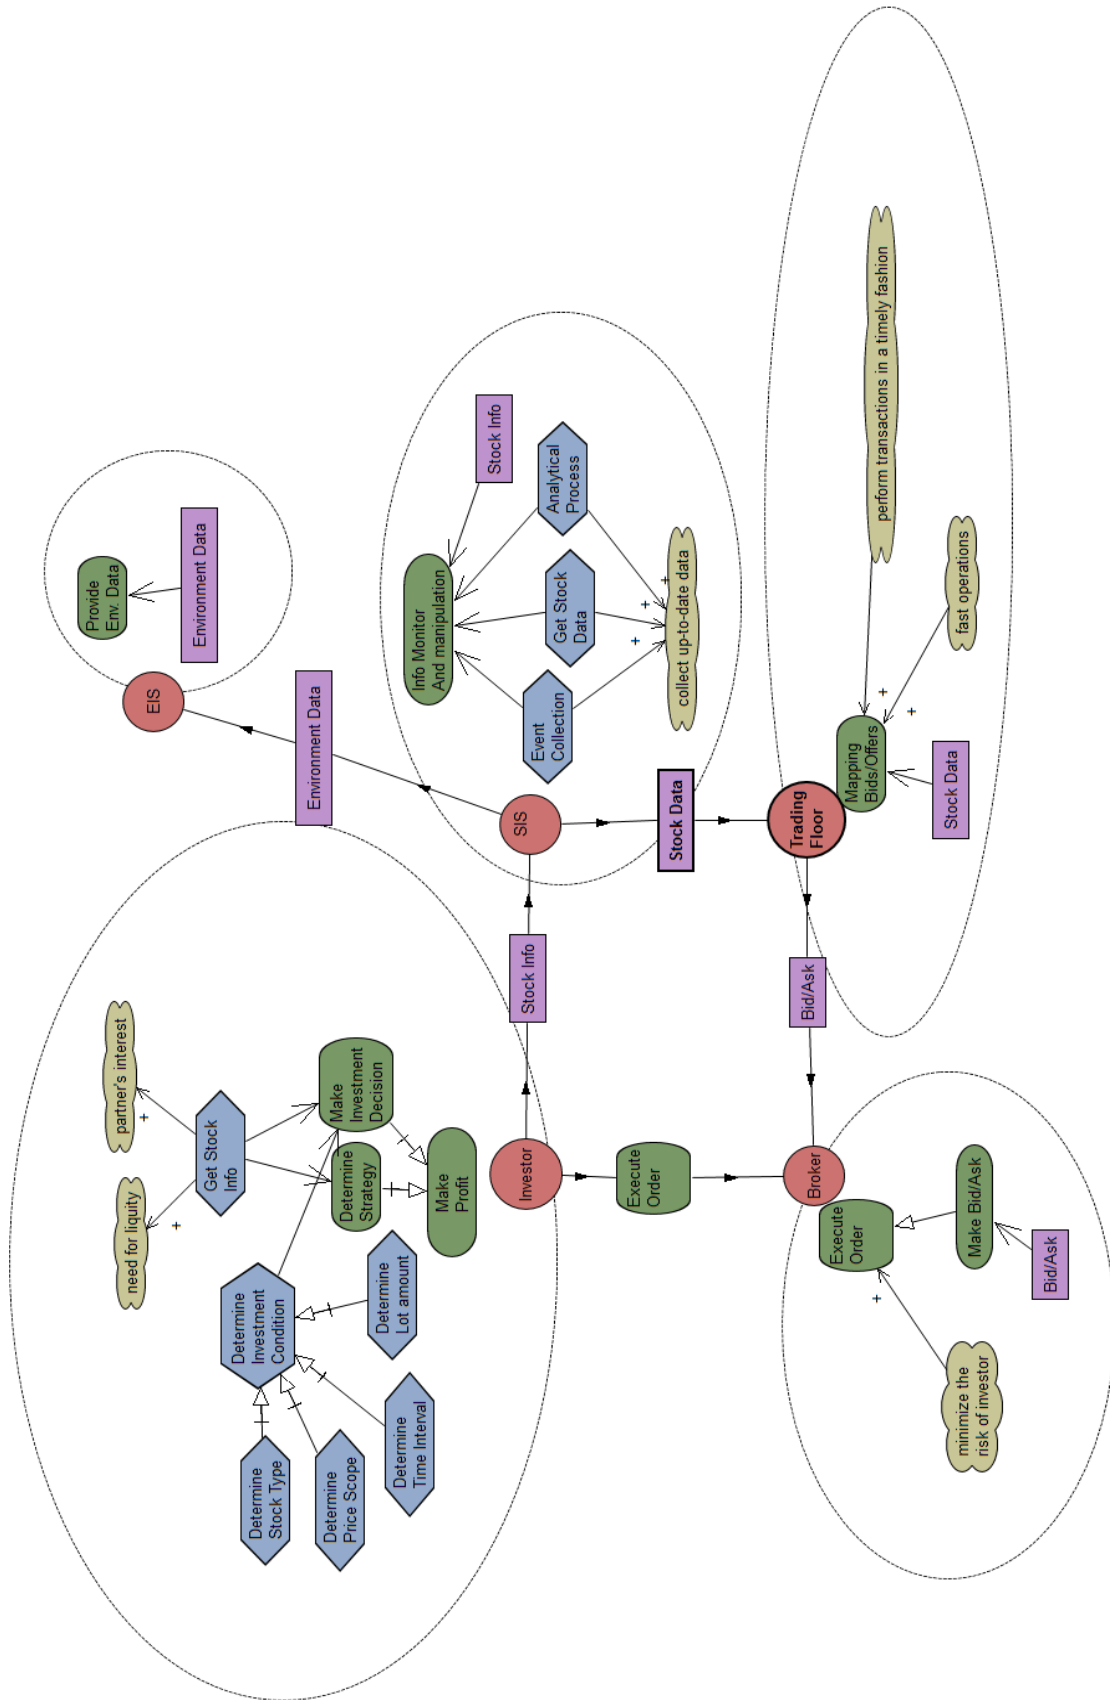 need for liquity
partner's interest
Get Stock
Info
Determine
Investment
Condition
Determine
Strategy
Make
Investment
Decision
Make
Profit
Determine
Stock Type
Determine
Price Scope
Determine
Time Interval
Determine
Lot amount
+
+
Investor
Stock Info
SIS
Environment Data
EIS
Provide
Env. Data
Environment Data
Info Monitor
And manipulation
Stock Info
Event
Collection
Get Stock
Data
Analytical
Process
+
+
+
collect up-to-date data
Stock Data
Execute
Order
Broker
Execute
Order
Make Bid/Ask
Bid/Ask
+
minimize the
risk of investor
Bid/Ask
Trading
Floor
Mapping
Bids/Offers
Stock Data
+
+
perform transactions in a timely fashion
fast operations